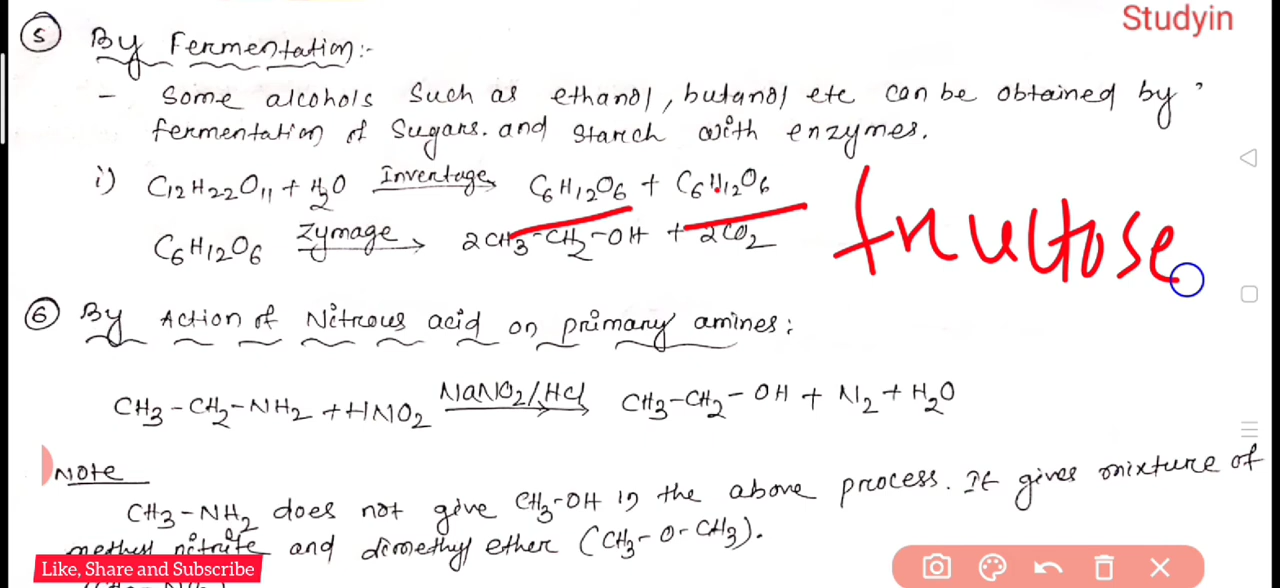 Studyin
⑤ By Fermentation:-
- Some alcohols such as ethanol, butanol etc can be obtained by
fermentation of Sugars. and starch with enzymes.
i) C12H22O11 + H2O Invertage C6H12O6 + C6H12O6
fructose
C6H12O6 Zymage → 2CH3-CH2-OH + 2CO2
⑥ By Action of Nitrous acid on primary amines:
CH3-CH2-NH2 + HNO2 NaNO2/HCl → CH3-CH2-OH + N2 + H2O
Note
CH3-NH2 does not give CH3-OH in the above process. It gives mixture of
methyl nitrite and dimethyl ether (CH3-O-CH3).
Like, Share and Subscribe